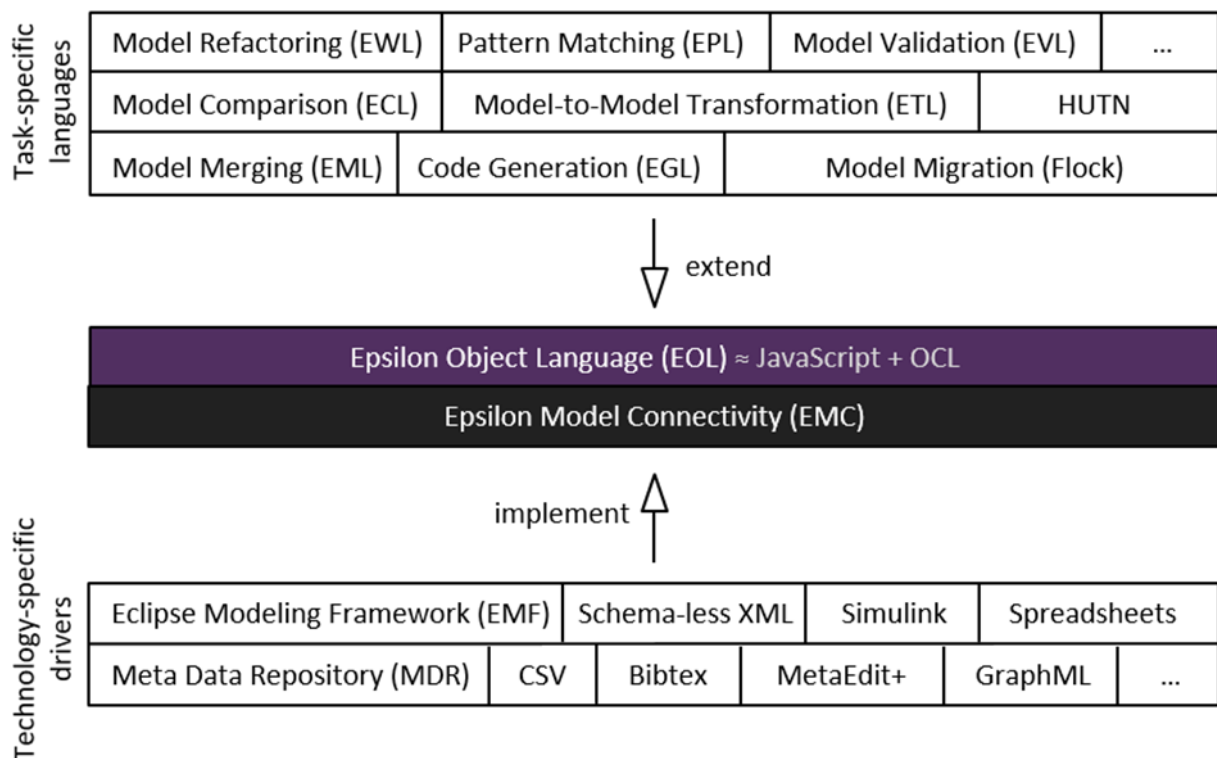 Task-specific
languages
Model Refactoring (EWL) Pattern Matching (EPL) Model Validation (EVL) ...
Model Comparison (ECL) Model-to-Model Transformation (ETL) HUTN
Model Merging (EML) Code Generation (EGL) Model Migration (Flock)
extend
Epsilon Object Language (EOL) ≈ JavaScript + OCL
Epsilon Model Connectivity (EMC)
implement
Technology-specific
drivers
Eclipse Modeling Framework (EMF) Schema-less XML Simulink Spreadsheets
Meta Data Repository (MDR) CSV Bibtex MetaEdit+ GraphML ...